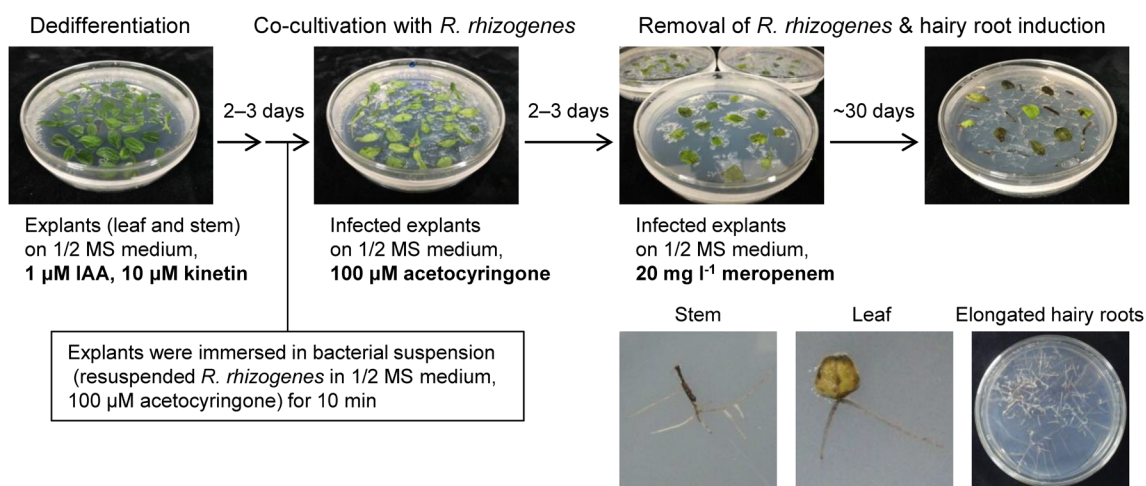 Dedifferentiation
Co-cultivation with R. rhizogenes
Removal of R. rhizogenes & hairy root induction
2–3 days
2–3 days
~30 days
Explants (leaf and stem)
on 1/2 MS medium,
1 µM IAA, 10 µM kinetin
Infected explants
on 1/2 MS medium,
100 µM acetocyringone
Infected explants
on 1/2 MS medium,
20 mg l⁻¹ meropenem
Explants were immersed in bacterial suspension
(resuspended R. rhizogenes in 1/2 MS medium,
100 µM acetocyringone) for 10 min
Stem
Leaf
Elongated hairy roots